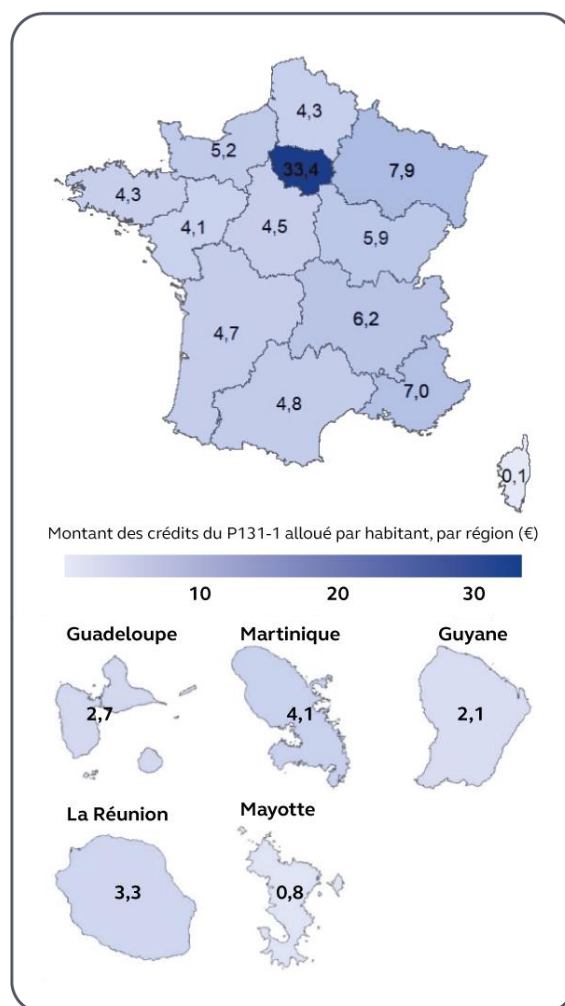 4,3
5,2
33,4
7,9
4,3
4,1
4,5
5,9
4,7
6,2
4,8
7,0
0,1
Montant des crédits du P131-1 alloué par habitant, par région (€)
10 20 30
Guadeloupe Martinique Guyane
2,7 4,1 2,1
La Réunion Mayotte
3,3 0,8